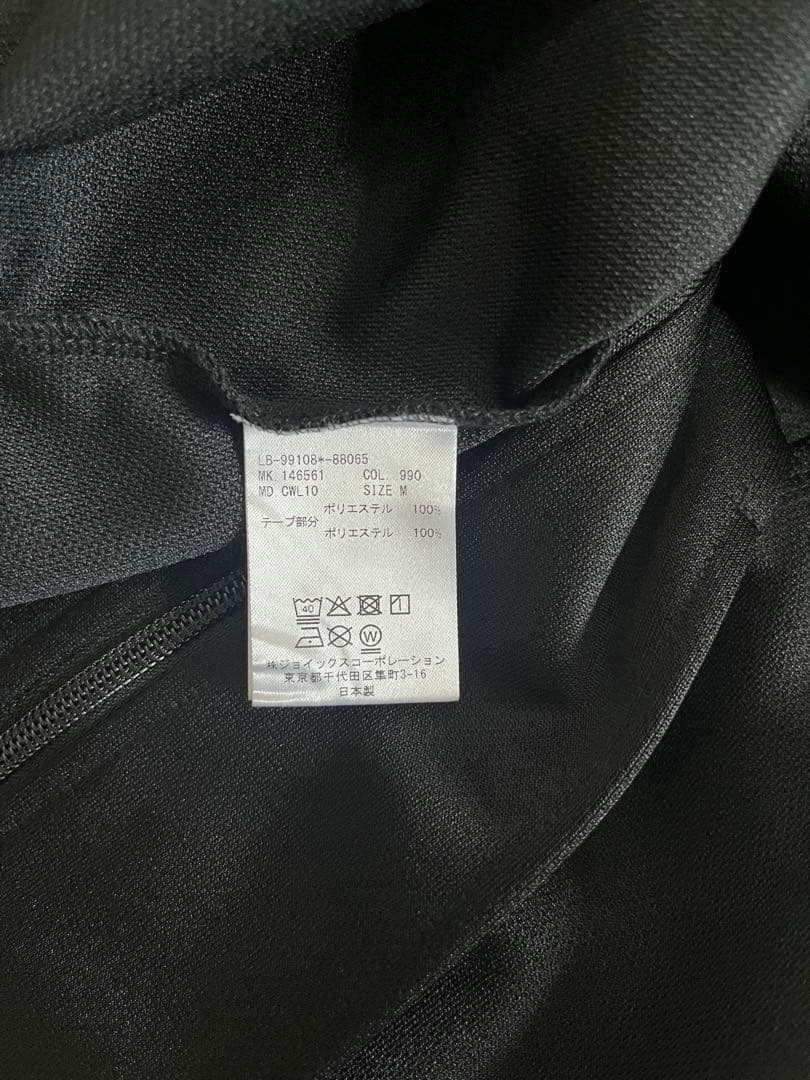 LB-99108*-88065
MK. 146561 COL. 990
MD. CWL10 SIZE M
ポリエステル 100%
テープ部分
ポリエステル 100%
40
W
㈱ジョイックスコーポレーション
東京都千代田区隼町3-16
日本製